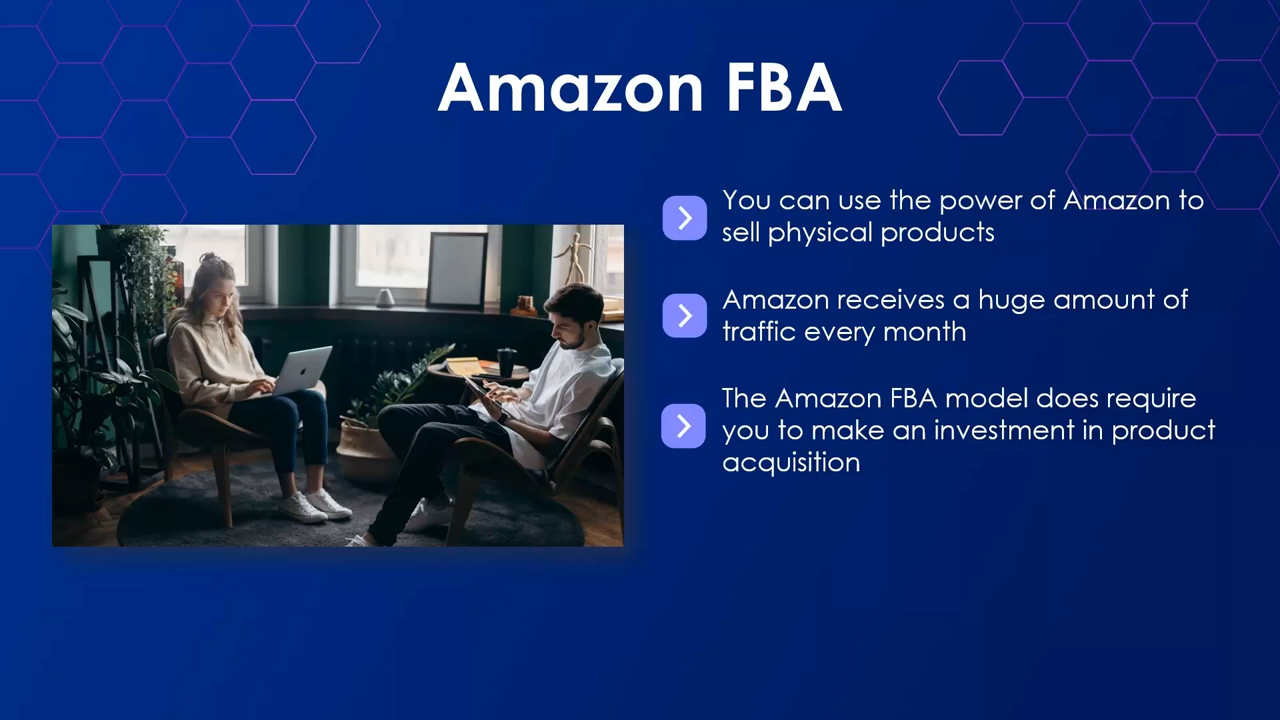 Amazon FBA
You can use the power of Amazon to
sell physical products
Amazon receives a huge amount of
traffic every month
The Amazon FBA model does require
you to make an investment in product
acquisition